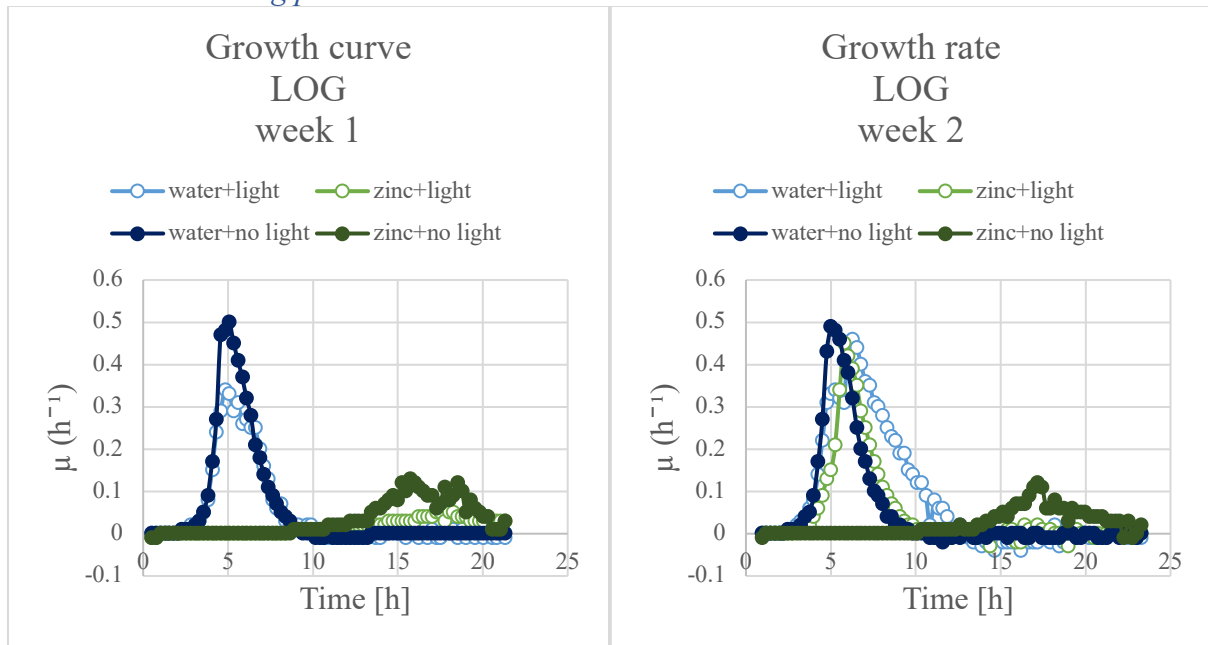 Growth curve
LOG
week 1
water+light
zinc+light
water+no light
zinc+no light
0.6
0.5
0.4
0.3
0.2
0.1
0
-0.1
0
5
10
15
20
25
μ (h⁻¹)
Time [h]
Growth rate
LOG
week 2
water+light
zinc+light
water+no light
zinc+no light
0.6
0.5
0.4
0.3
0.2
0.1
0
-0.1
0
5
10
15
20
25
μ (h⁻¹)
Time [h]